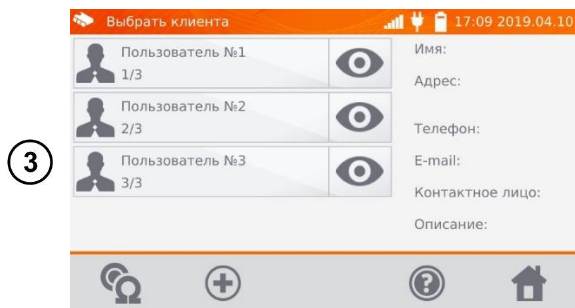 Выбрать клиента
17:09 2019.04.10
Пользователь №1
1/3
Пользователь №2
2/3
3
Пользователь №3
3/3
Имя:
Адрес:
Телефон:
E-mail:
Контактное лицо:
Описание: